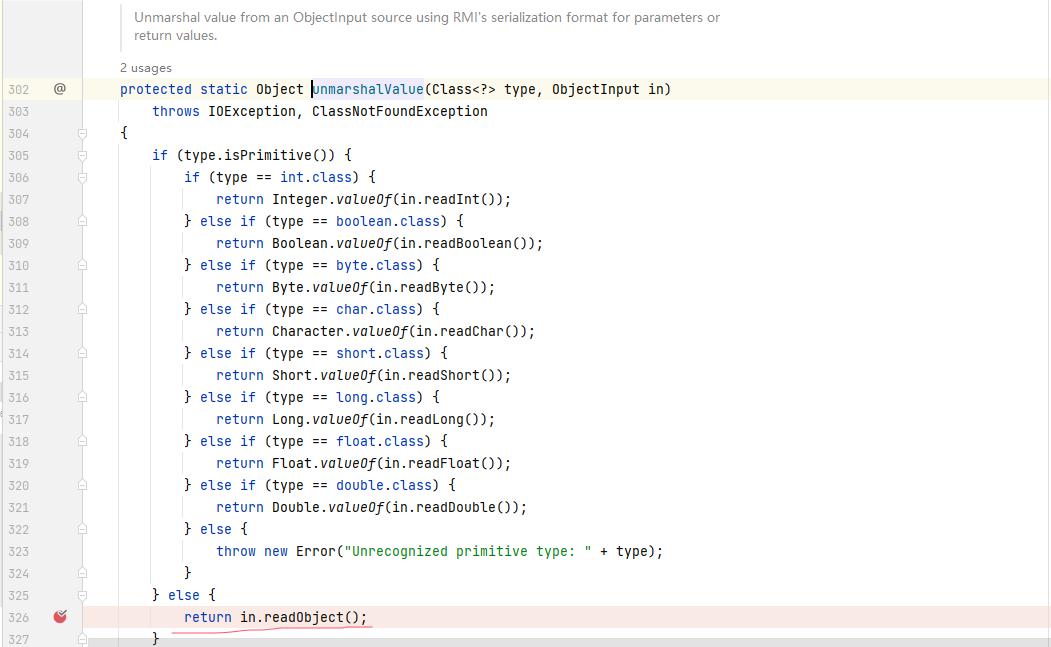 Unmarshal value from an ObjectInput source using RMI's serialization format for parameters or
return values.
2 usages
302 @ protected static Object unmarshalValue(Class<?> type, ObjectInput in)
303 throws IOException, ClassNotFoundException
304 {
305 if (type.isPrimitive()) {
306 if (type == int.class) {
307 return Integer.valueOf(in.readInt());
308 } else if (type == boolean.class) {
309 return Boolean.valueOf(in.readBoolean());
310 } else if (type == byte.class) {
311 return Byte.valueOf(in.readByte());
312 } else if (type == char.class) {
313 return Character.valueOf(in.readChar());
314 } else if (type == short.class) {
315 return Short.valueOf(in.readShort());
316 } else if (type == long.class) {
317 return Long.valueOf(in.readLong());
318 } else if (type == float.class) {
319 return Float.valueOf(in.readFloat());
320 } else if (type == double.class) {
321 return Double.valueOf(in.readDouble());
322 } else {
323 throw new Error("Unrecognized primitive type: " + type);
324 }
325 } else {
326 return in.readObject();
327 }